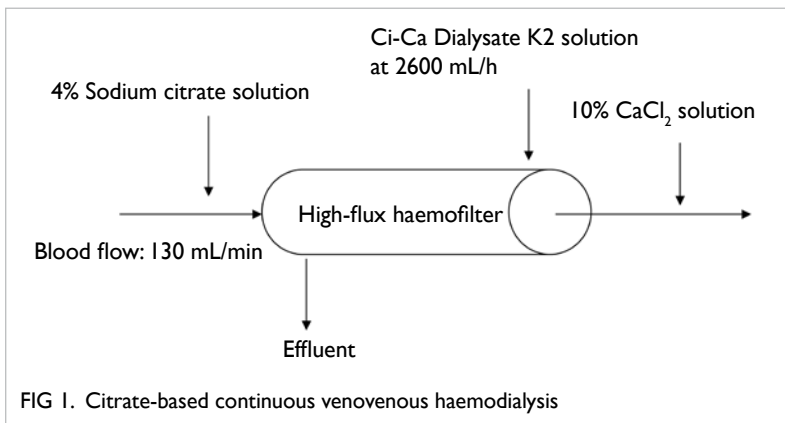 Ci-Ca Dialysate K2 solution
at 2600 mL/h
4% Sodium citrate solution
10% CaCl₂ solution
High-flux haemofilter
Blood flow: 130 mL/min
Effluent
FIG 1. Citrate-based continuous venovenous haemodialysis